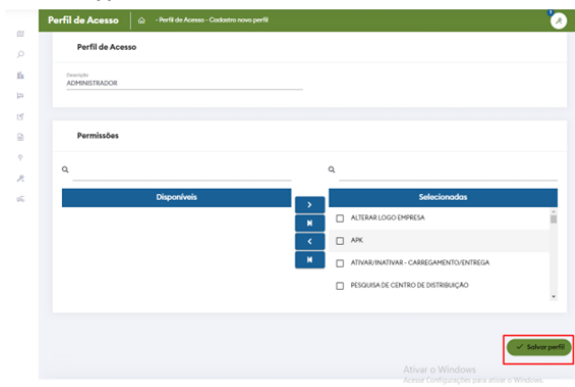 Perfil de Acesso
- Perfil de Acesso - Cadastro novo perfil
Perfil de Acesso
Descrição
ADMINISTRADOR
Permissões
Disponíveis
Selecionadas
ALTERAR LOGO EMPRESA
APK
ATIVAR/INATIVAR - CARREGAMENTO/ENTREGA
PESQUISA DE CENTRO DE DISTRIBUIÇÃO
Salvar perfil
Ativar o Windows
Acesse Configurações para ativar o Windows.